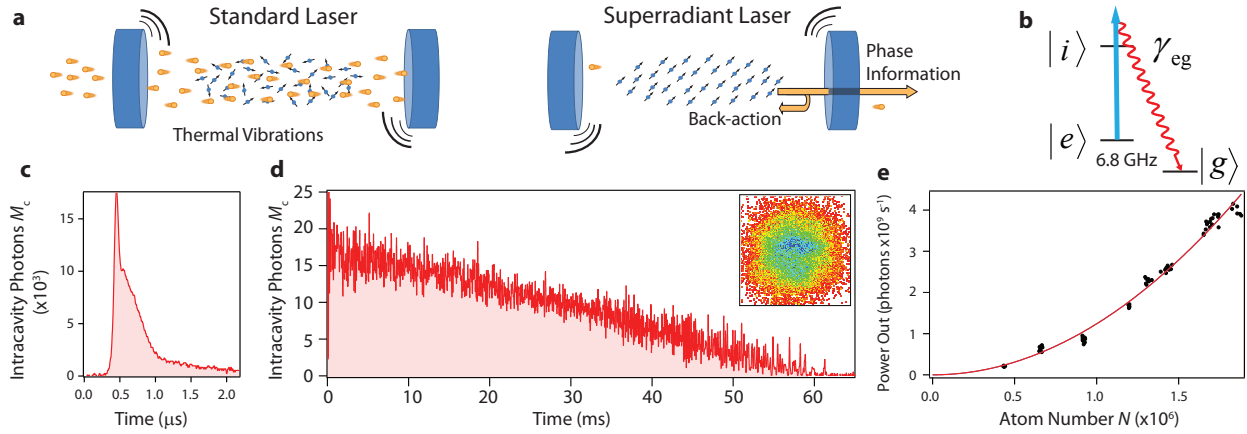 a
Standard Laser
Thermal Vibrations
Superradiant Laser
Phase
Information
Back-action
b
|i⟩
γeg
|e⟩
6.8 GHz
|g⟩
c
Intracavity Photons Mc
(x10³)
15
10
5
0
0.0 0.5 1.0 1.5 2.0
Time (μs)
d
Intracavity Photons Mc
25
20
15
10
5
0
0 10 20 30 40 50 60
Time (ms)
e
Power Out (photons x10⁹ s⁻¹)
4
3
2
1
0
0.0 0.5 1.0 1.5
Atom Number N (x10⁶)